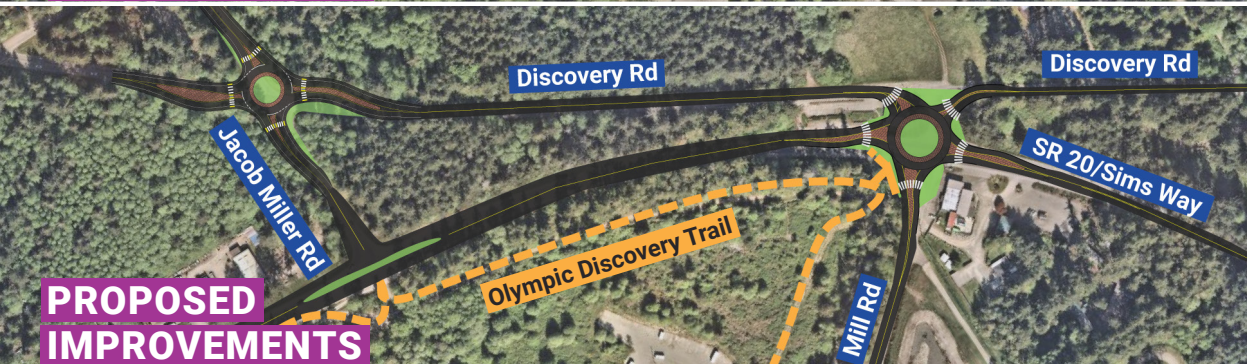 Discovery Rd
Discovery Rd
Jacob Miller Rd
SR 20/Sims Way
Olympic Discovery Trail
Mill Rd
PROPOSED
IMPROVEMENTS